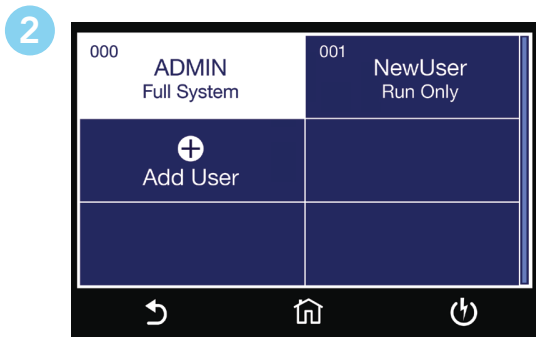 2
000
ADMIN
Full System
001
NewUser
Run Only
Add User